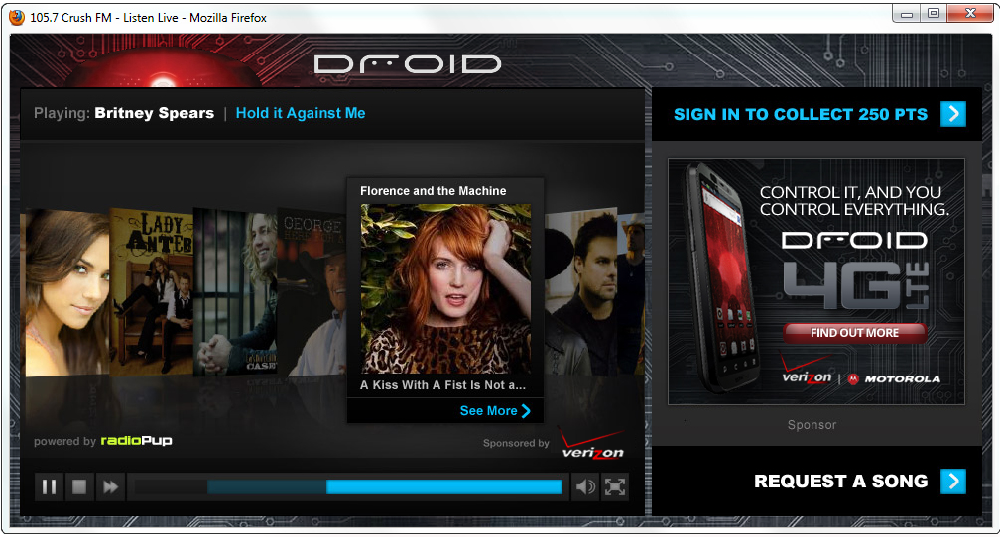 105.7 Crush FM - Listen Live - Mozilla Firefox
DROID
Playing: Britney Spears | Hold it Against Me
SIGN IN TO COLLECT 250 PTS
Florence and the Machine
LADY
ANTEB
GEORGE
CASEY
A Kiss With A Fist Is Not a...
See More
CONTROL IT, AND YOU
CONTROL EVERYTHING.
DROID
4G LTE
FIND OUT MORE
verizon | MOTOROLA
Sponsor
powered by radioPup
Sponsored by
verizon
REQUEST A SONG